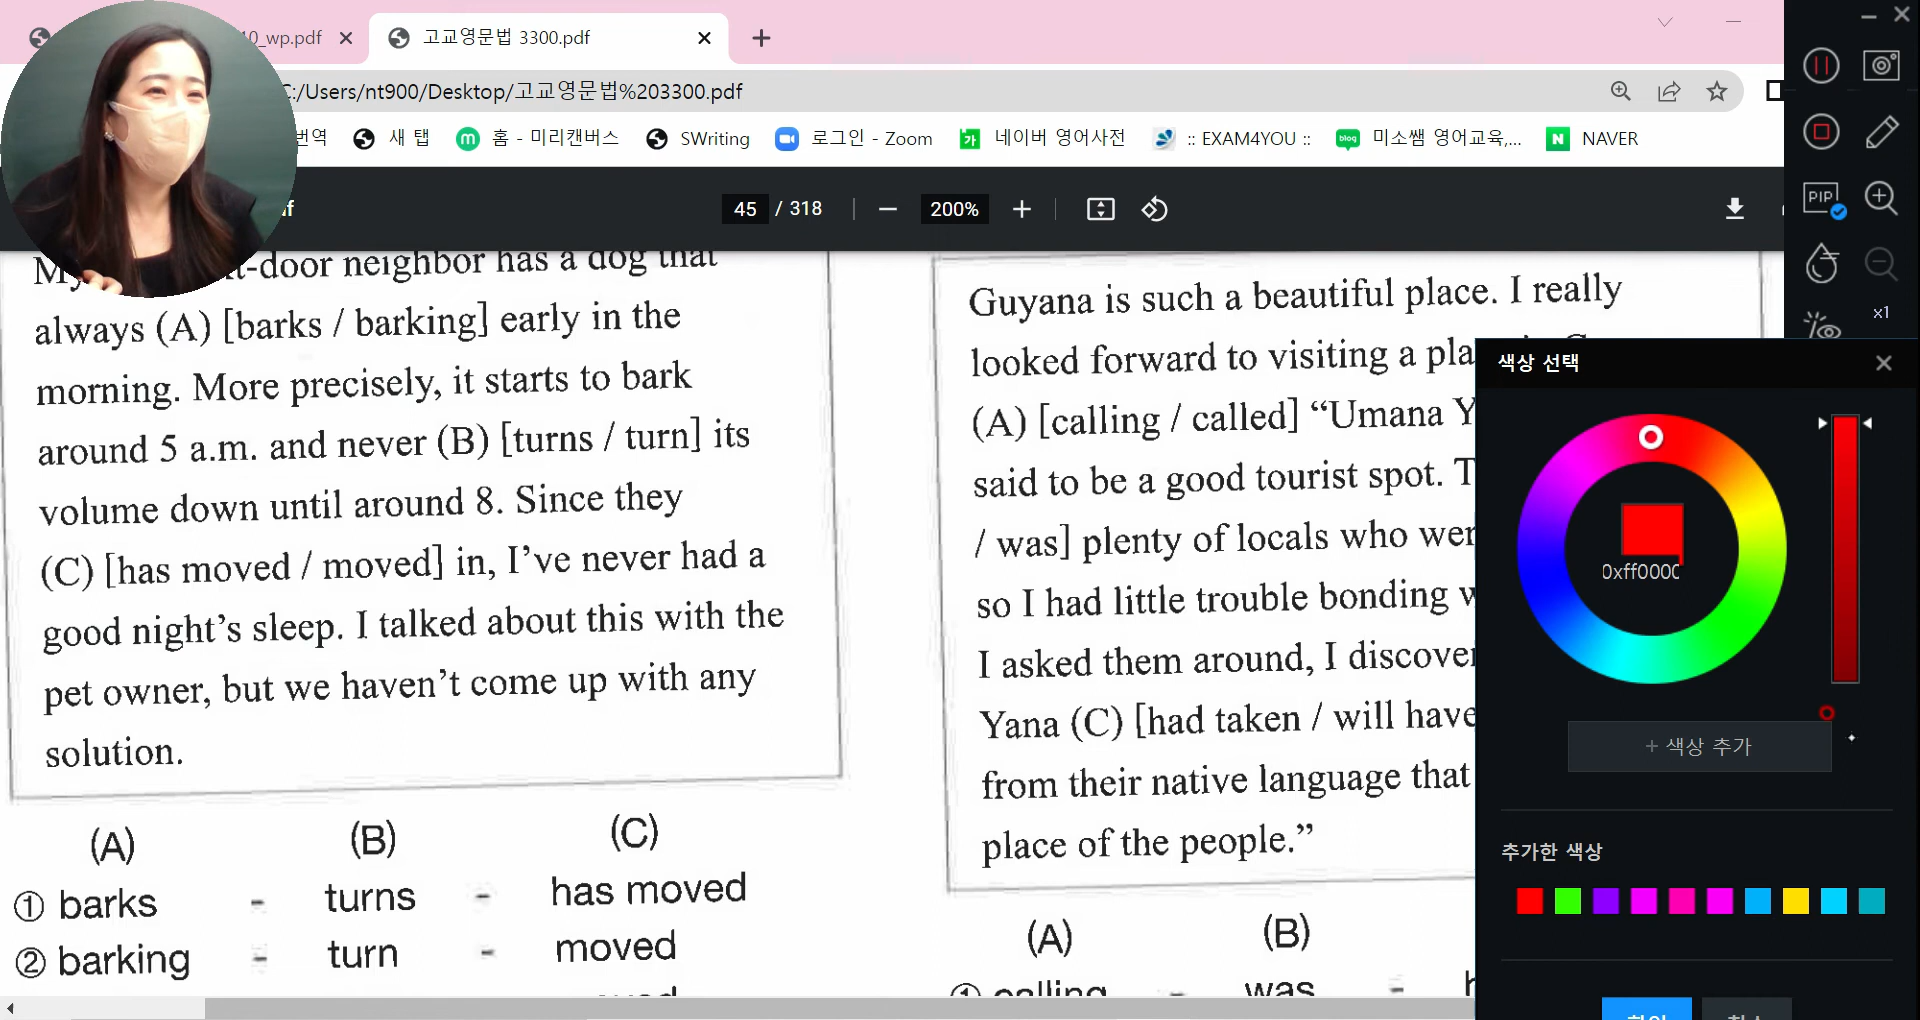 10_wp.pdf
고교영문법 3300.pdf
C:/Users/nt900/Desktop/고교영문법%203300.pdf
번역
새 탭
홈 - 미리캔버스
SWriting
로그인 - Zoom
네이버 영어사전
:: EXAM4YOU ::
미소쌤 영어교육,...
NAVER
45 / 318
200%
PIP
x1
-door neighbor has a dog that
always (A) [barks / barking] early in the
morning. More precisely, it starts to bark
around 5 a.m. and never (B) [turns / turn] its
volume down until around 8. Since they
(C) [has moved / moved] in, I've never had a
good night's sleep. I talked about this with the
pet owner, but we haven't come up with any
solution.
(A) (B) (C)
① barks - turns - has moved
② barking - turn - moved
Guyana is such a beautiful place. I really
looked forward to visiting a
(A) [calling / called] “Umana Y
said to be a good tourist spot. T
/ was] plenty of locals who
so I had little trouble bonding
I asked them around, I
Yana (C) [had taken / will have
from their native language that
place of the people.”
(A) (B)
① calling - was -
색상 선택
0xff000
+ 색상 추가
추가한 색상
확인
취소